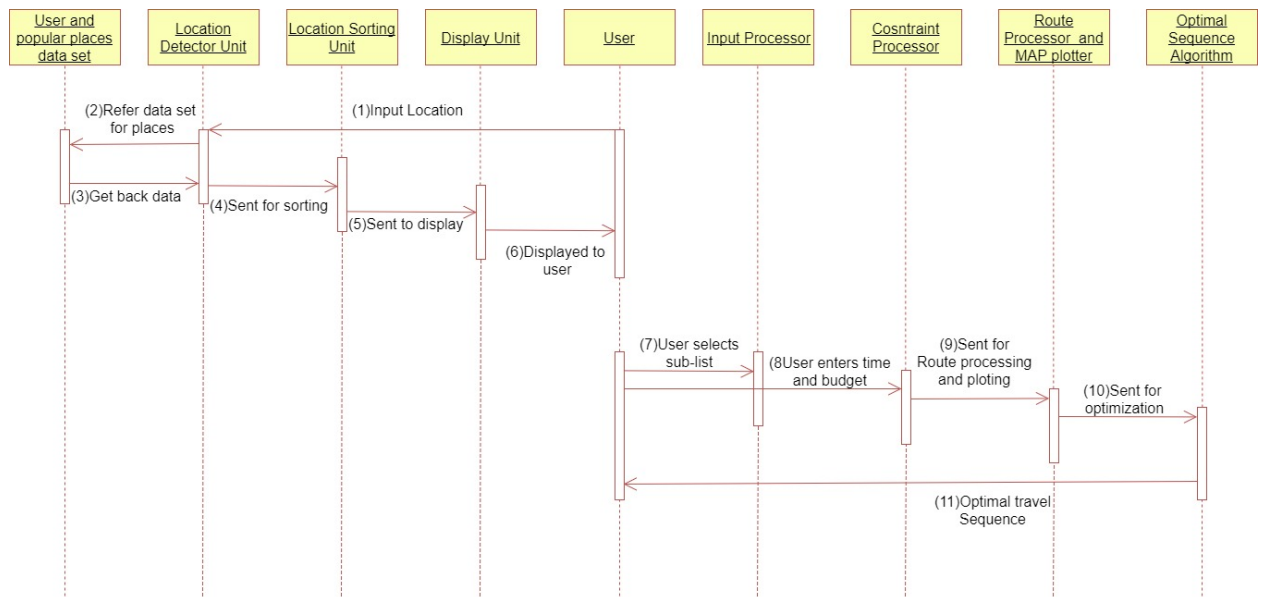 User and
popular places
data set
Location
Detector Unit
Location Sorting
Unit
Display Unit
User
Input Processor
Cosntraint
Processor
Route
Processor and
MAP plotter
Optimal
Sequence
Algorithm
(2)Refer data set
for places
(1)Input Location
(3)Get back data
(4)Sent for sorting
(5)Sent to display
(6)Displayed to
user
(7)User selects
sub-list
(8User enters time
and budget
(9)Sent for
Route processing
and ploting
(10)Sent for
optimization
(11)Optimal travel
Sequence